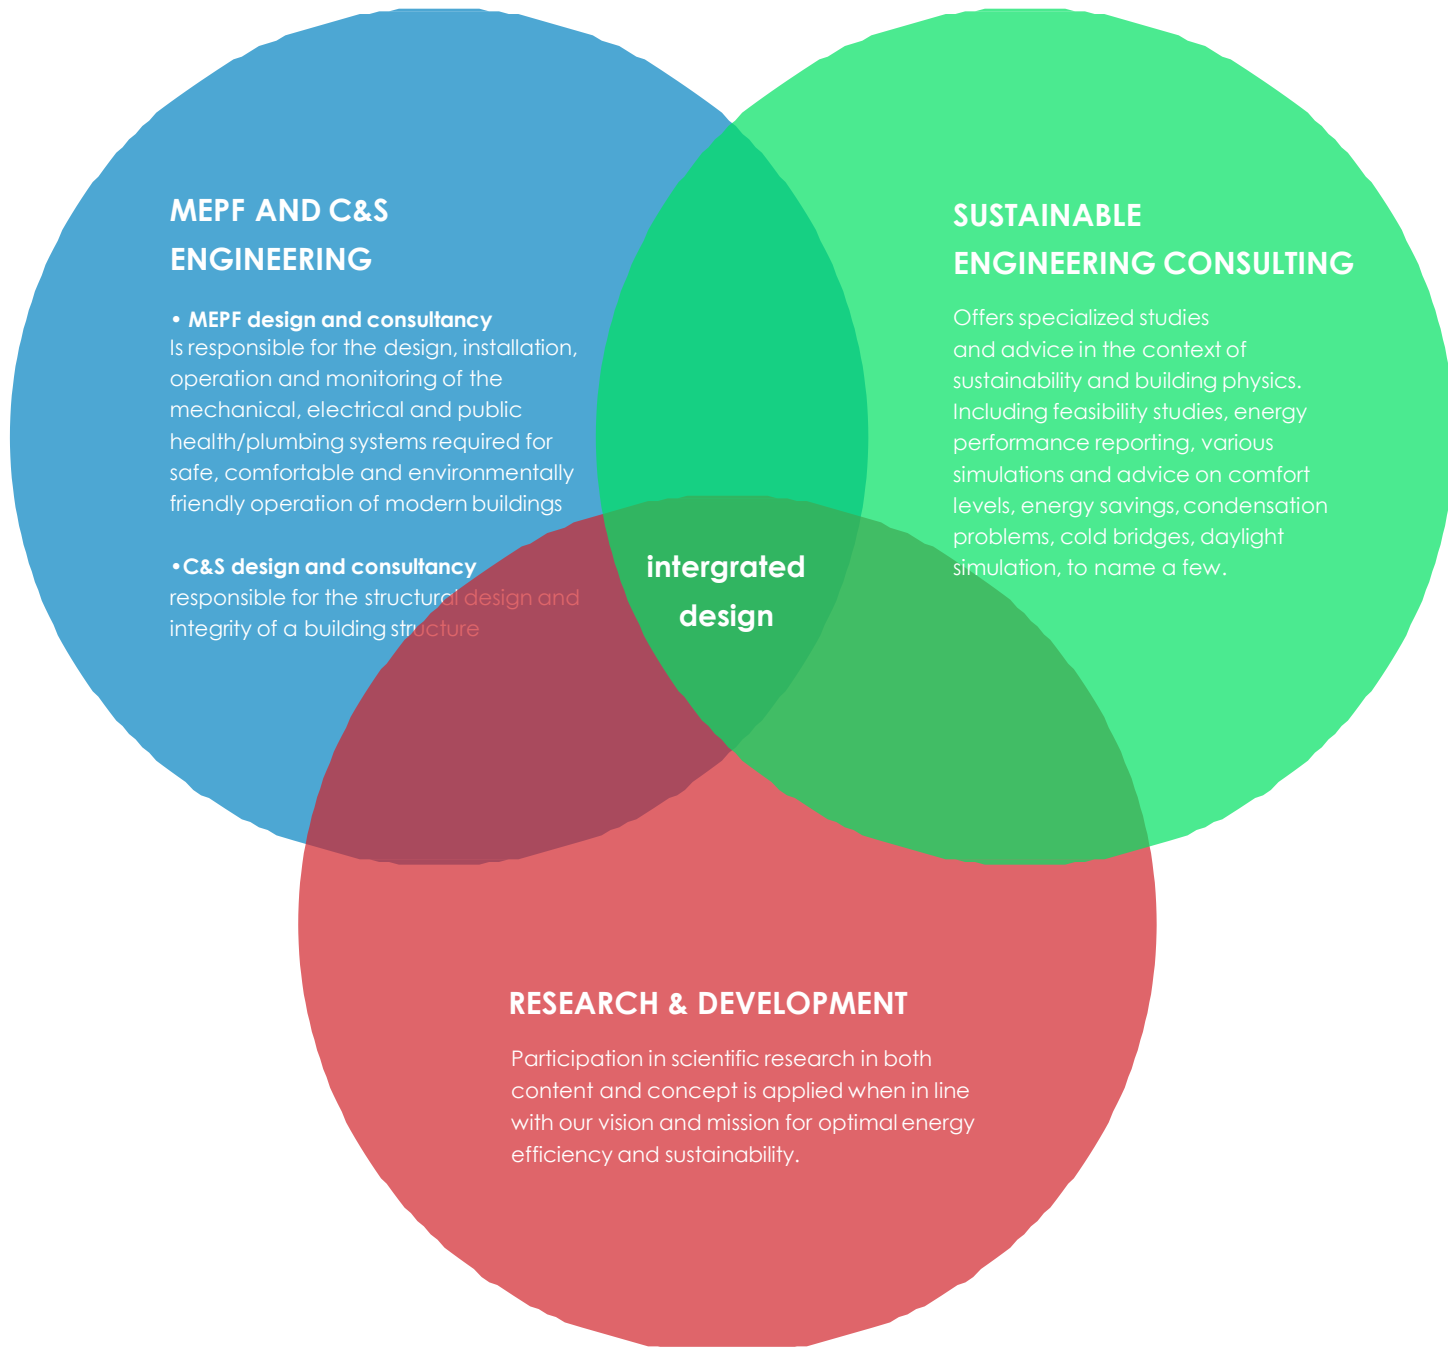 MEPF AND C&S
ENGINEERING
• MEPF design and consultancy
Is responsible for the design, installation,
operation and monitoring of the
mechanical, electrical and public
health/plumbing systems required for
safe, comfortable and environmentally
friendly operation of modern buildings
•C&S design and consultancy
responsible for the structural design and
integrity of a building structure
SUSTAINABLE
ENGINEERING CONSULTING
Offers specialized studies
and advice in the context of
sustainability and building physics.
Including feasibility studies, energy
performance reporting, various
simulations and advice on comfort
levels, energy savings, condensation
problems, cold bridges, daylight
simulation, to name a few.
intergrated
design
RESEARCH & DEVELOPMENT
Participation in scientific research in both
content and concept is applied when in line
with our vision and mission for optimal energy
efficiency and sustainability.